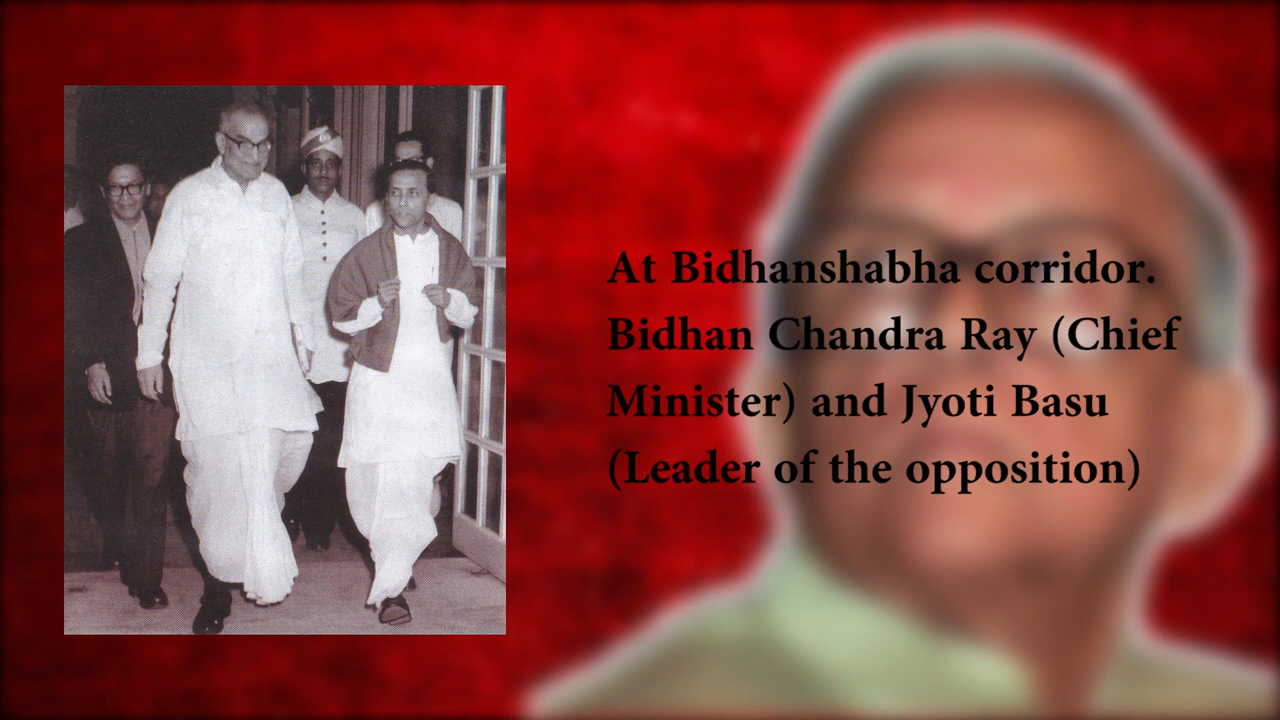 At Bidhanshabha corridor.
Bidhan Chandra Ray (Chief
Minister) and Jyoti Basu
(Leader of the opposition)